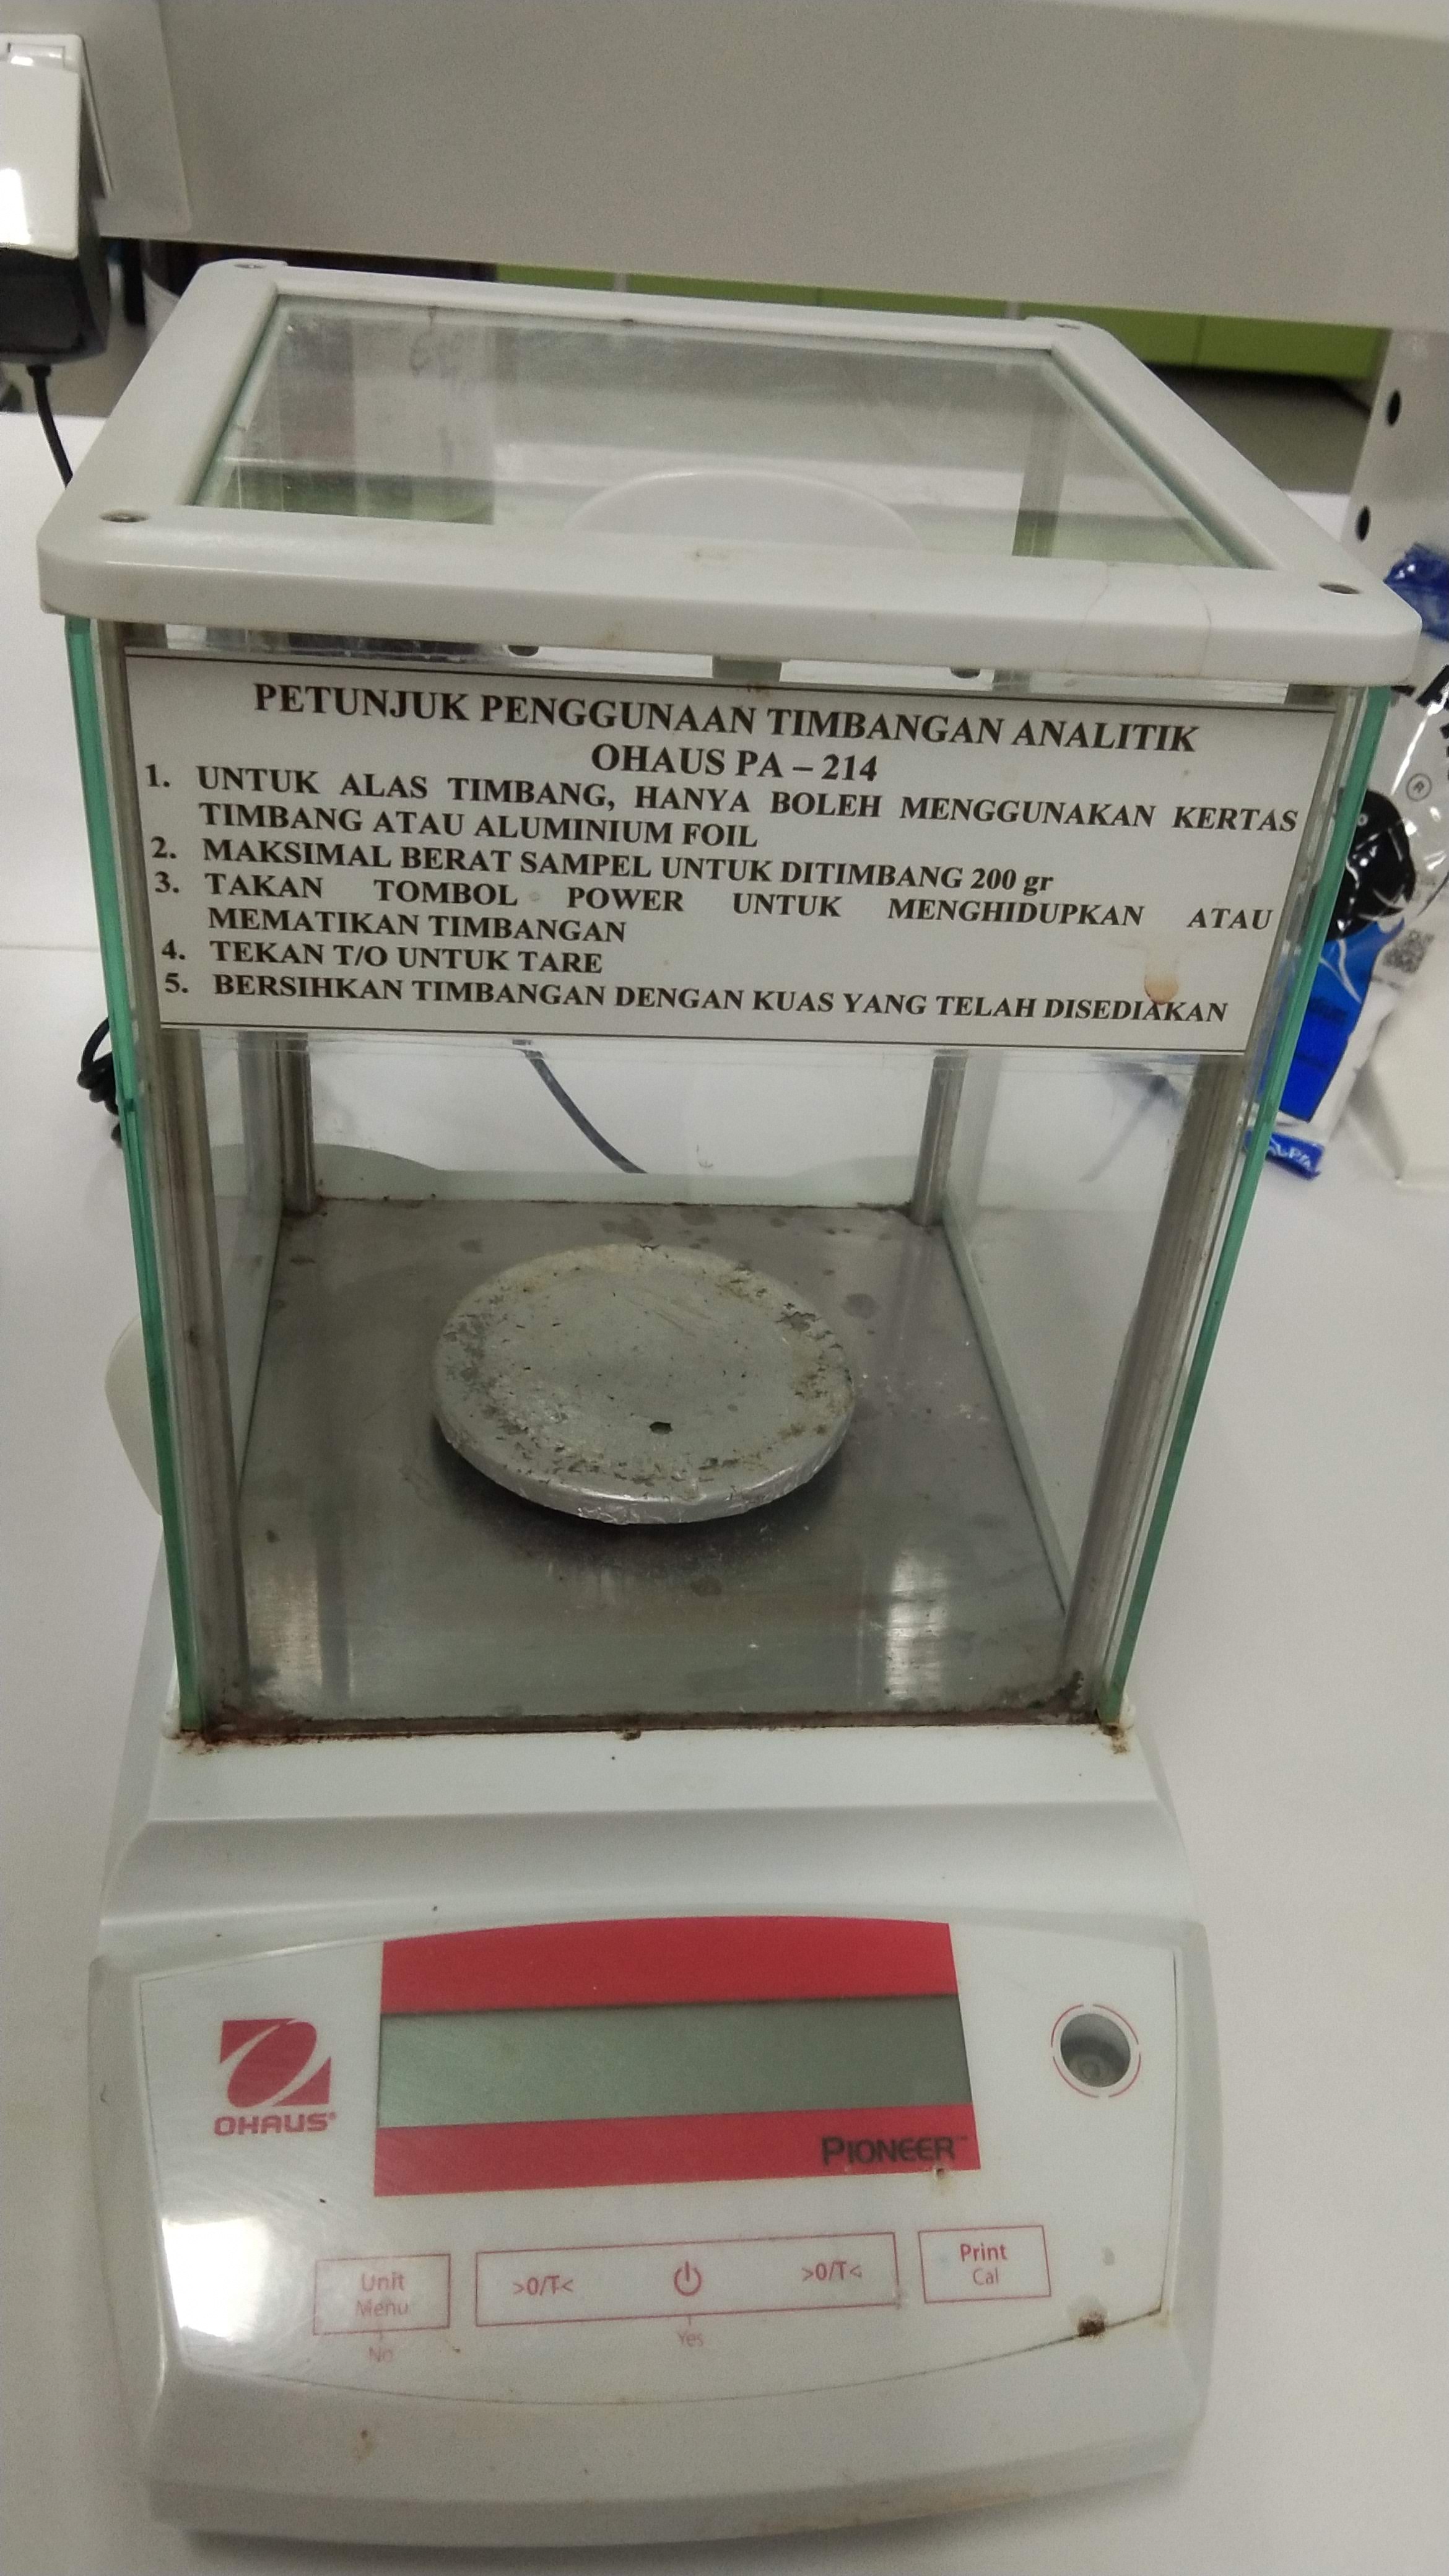 PETUNJUK PENGGUNAAN TIMBANGAN ANALITIK
OHAUS PA – 214
1. UNTUK ALAS TIMBANG, HANYA BOLEH MENGGUNAKAN KERTAS
TIMBANG ATAU ALUMINIUM FOIL
2. MAKSIMAL BERAT SAMPEL UNTUK DITIMBANG 200 gr
3. TAKAN TOMBOL POWER UNTUK MENGHIDUPKAN ATAU
MEMATIKAN TIMBANGAN
4. TEKAN T/O UNTUK TARE
5. BERSIHKAN TIMBANGAN DENGAN KUAS YANG TELAH DISEDIAKAN
OHAUS®
PIONEER™
Unit
Menu
No
>0/T<
>0/T<
Yes
Print
Cal